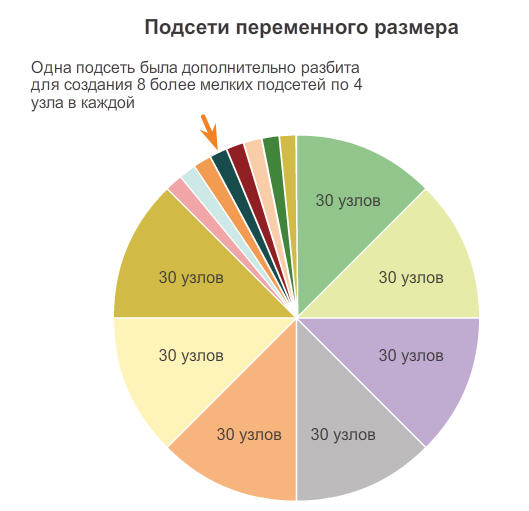 Подсети переменного размера
Одна подсеть была дополнительно разбита
для создания 8 более мелких подсетей по 4
узла в каждой
30 узлов
30 узлов
30 узлов
30 узлов
30 узлов
30 узлов
30 узлов